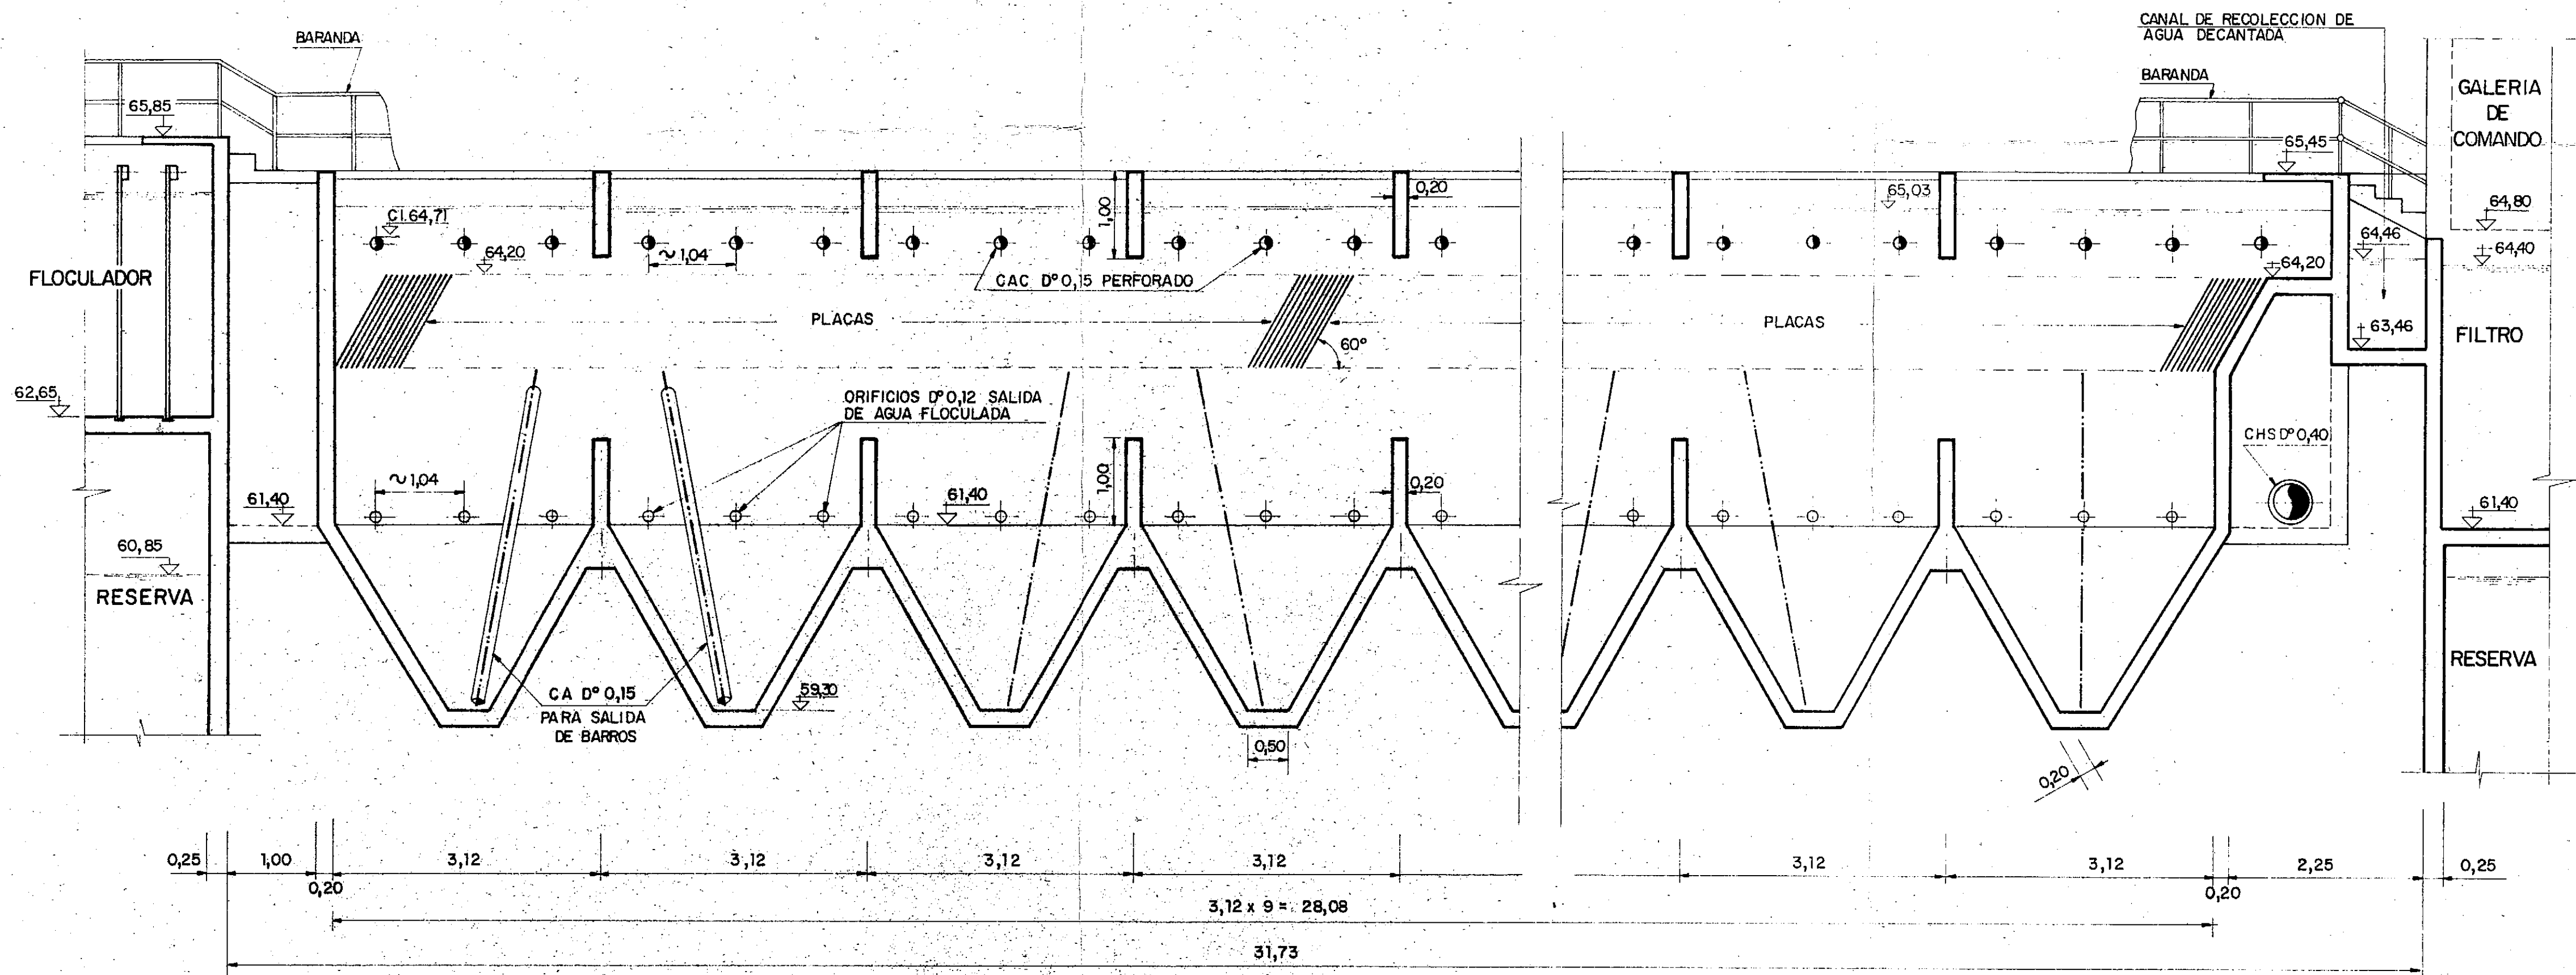 CANAL DE RECOLECCION DE
AGUA DECANTADA
BARANDA
BARANDA
GALERIA
DE
COMANDO
65,85
65,45
65,03
64,80
64,46
64,40
C.I. 64,71
64,20
~1,04
1,00
0,20
CAC Dº 0,15 PERFORADO
64,20
FLOCULADOR
PLACAS
PLACAS
60°
63,46
FILTRO
62,65
ORIFICIOS Dº 0,12 SALIDA
DE AGUA FLOCULADA
CHS Dº 0,40
~1,04
61,40
61,40
1,00
0,20
61,40
60,85
RESERVA
RESERVA
CA Dº 0,15
PARA SALIDA
DE BARROS
59,30
0,50
0,20
0,25
1,00
0,20
3,12
3,12
3,12
3,12
3,12
3,12
0,20
2,25
0,25
3,12 x 9 = 28,08
31,73